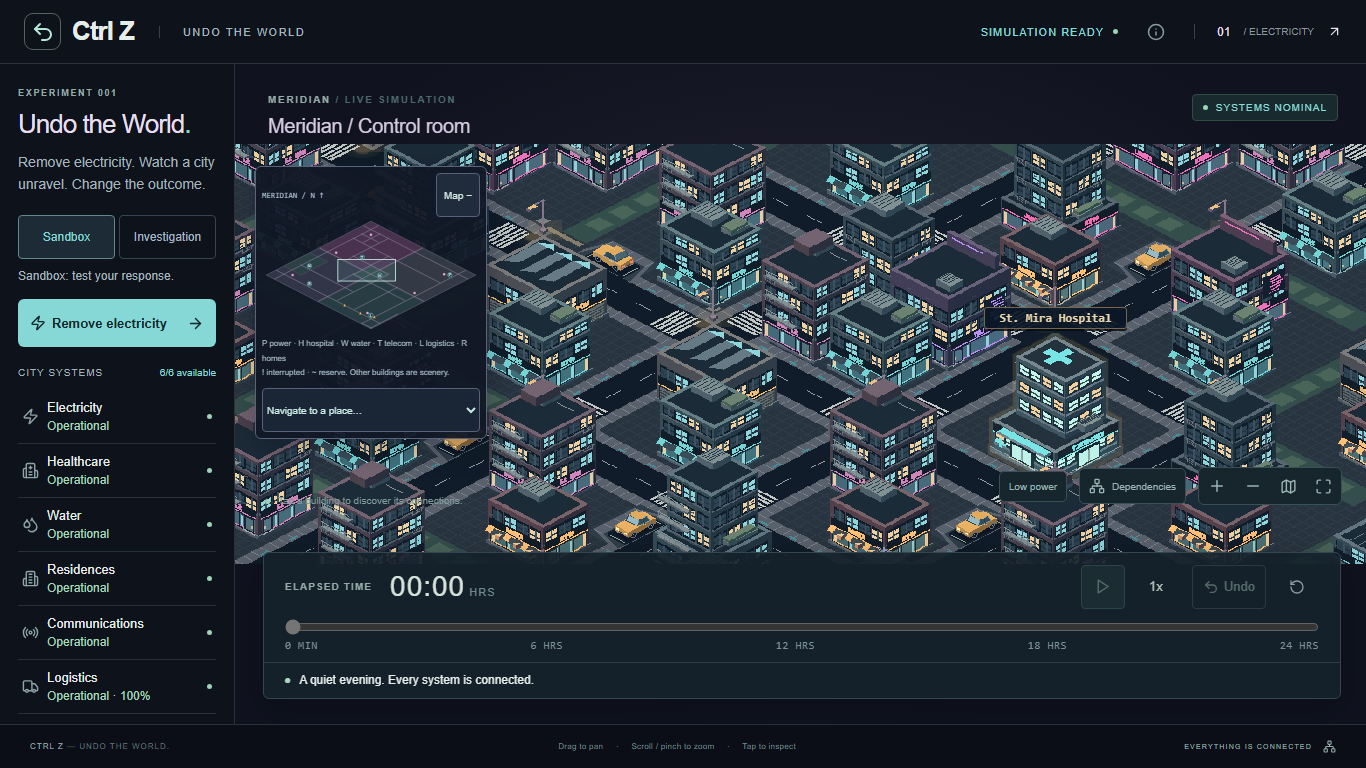 Ctrl Z
UNDO THE WORLD
SIMULATION READY
01 / ELECTRICITY
EXPERIMENT 001
Undo the World.
Remove electricity. Watch a city
unravel. Change the outcome.
Sandbox
Investigation
Sandbox: test your response.
Remove electricity
CITY SYSTEMS
6/6 available
Electricity
Operational
Healthcare
Operational
Water
Operational
Residences
Operational
Communications
Operational
Logistics
Operational · 100%
MERIDIAN / LIVE SIMULATION
Meridian / Control room
SYSTEMS NOMINAL
MERIDIAN / N ↑
Map −
P power · H hospital · W water · T telecom · L logistics · R
homes
! interrupted · ~ reserve. Other buildings are scenery.
Navigate to a place...
St. Mira Hospital
building to discover its connections.
Low power
Dependencies
ELAPSED TIME
00:00 HRS
1x
Undo
0 MIN
6 HRS
12 HRS
18 HRS
24 HRS
A quiet evening. Every system is connected.
CTRL Z — UNDO THE WORLD.
Drag to pan · Scroll / pinch to zoom · Tap to inspect
EVERYTHING IS CONNECTED